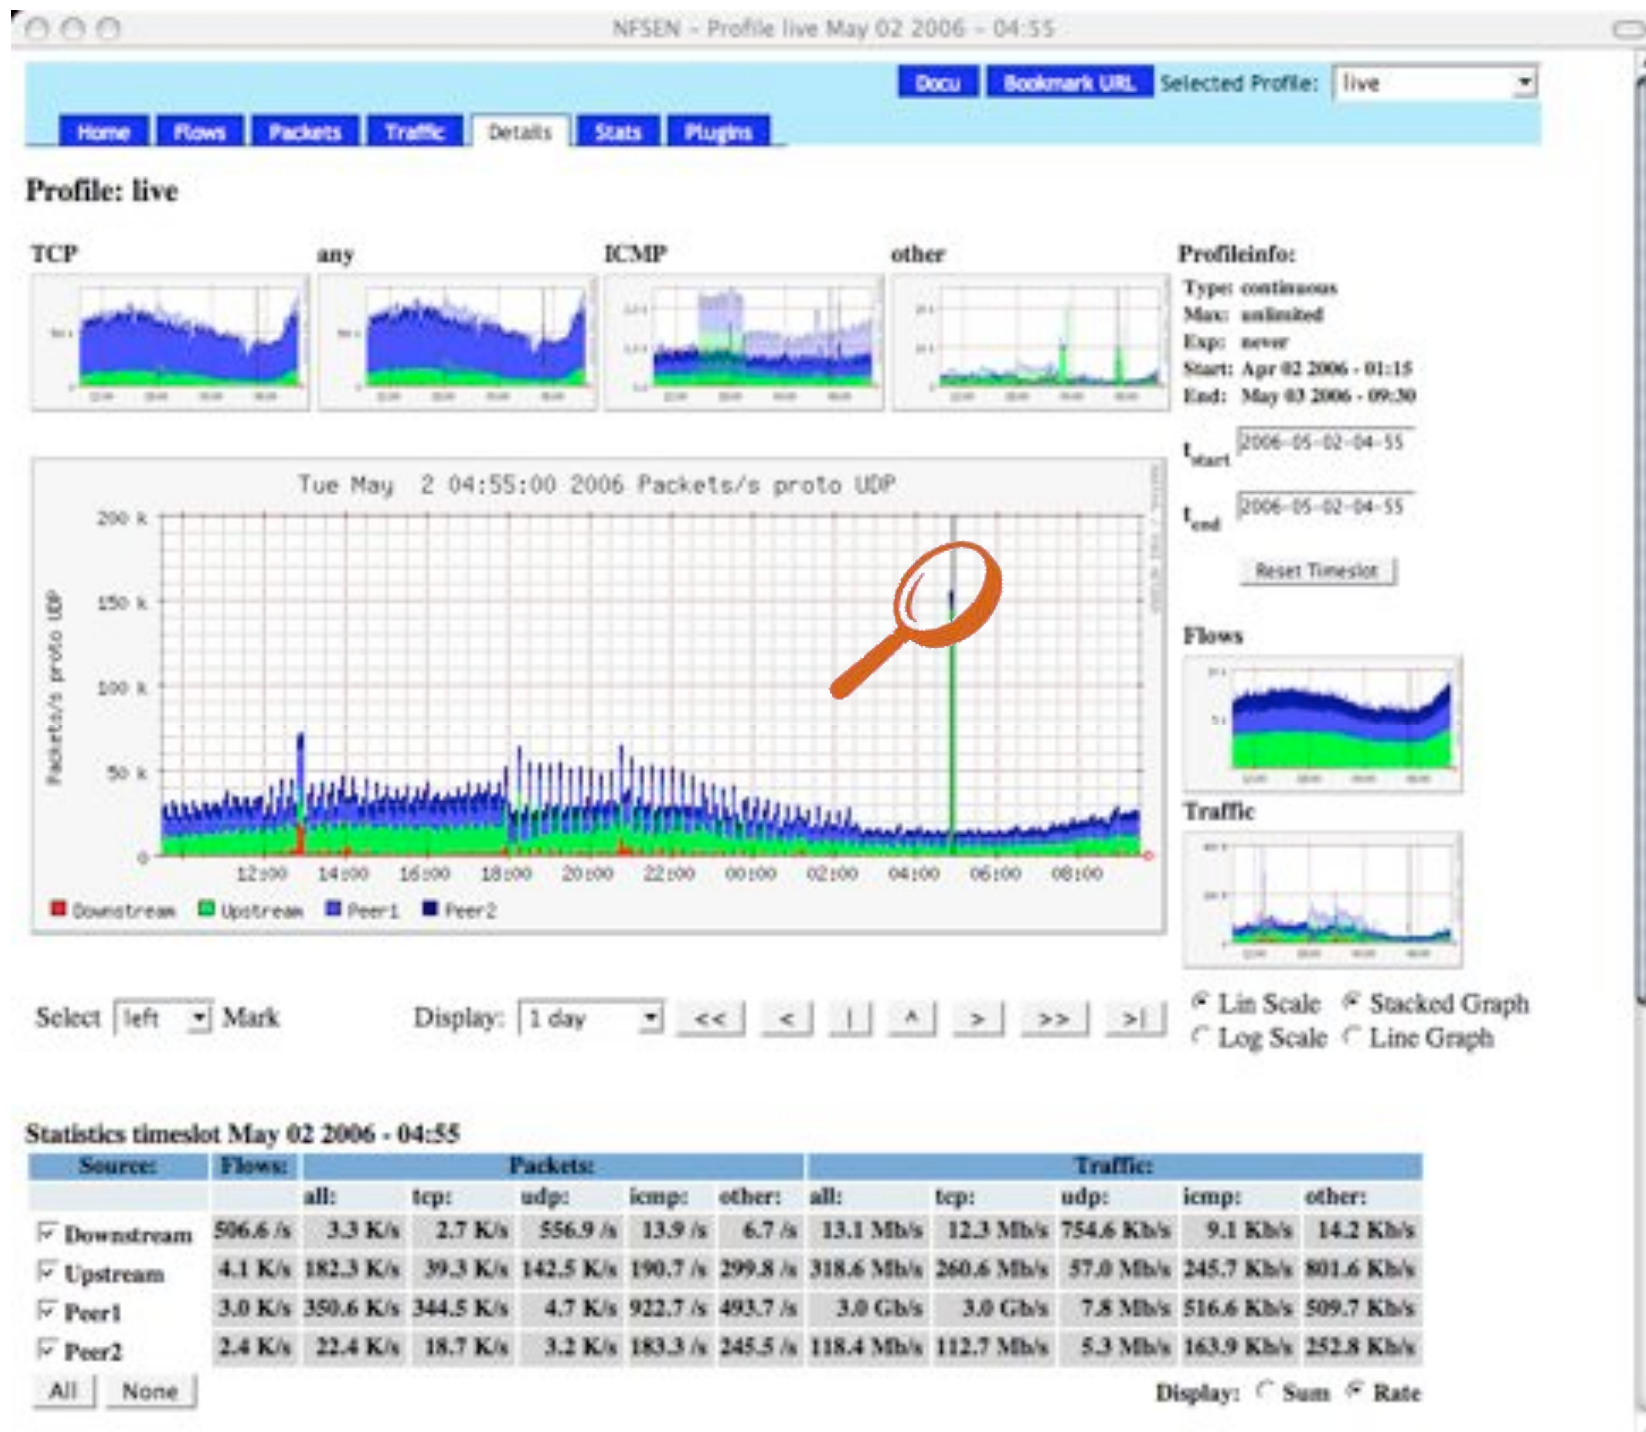 NFSEN - Profile live May 02 2006 - 04:55
Docu Bookmark URL Selected Profile: live
Home Flows Packets Traffic Details Stats Plugins
Profile: live
TCP any ICMP other Profileinfo:
Type: continuous
Max: unlimited
Exp: never
Start: Apr 02 2006 - 01:15
End: May 03 2006 - 09:30
tstart 2006-05-02-04-55
tend 2006-05-02-04-55
Reset Timeslot
Tue May 2 04:55:00 2006 Packets/s proto UDP
Packets/s proto UDP
200 k
150 k
100 k
50 k
0
12:00 14:00 16:00 18:00 20:00 22:00 00:00 02:00 04:00 06:00 08:00
Downstream Upstream Peer1 Peer2
Flows
Traffic
Select left Mark Display: 1 day << < | ^ > >> >|
Lin Scale Stacked Graph
Log Scale Line Graph
Statistics timeslot May 02 2006 - 04:55
Source: Flows: Packets: Traffic:
all: tcp: udp: icmp: other: all: tcp: udp: icmp: other:
Downstream 506.6 /s 3.3 K/s 2.7 K/s 556.9 /s 13.9 /s 6.7 /s 13.1 Mb/s 12.3 Mb/s 754.6 Kb/s 9.1 Kb/s 14.2 Kb/s
Upstream 4.1 K/s 182.3 K/s 39.3 K/s 142.5 K/s 190.7 /s 299.8 /s 318.6 Mb/s 260.6 Mb/s 57.0 Mb/s 245.7 Kb/s 801.6 Kb/s
Peer1 3.0 K/s 350.6 K/s 344.5 K/s 4.7 K/s 922.7 /s 493.7 /s 3.0 Gb/s 3.0 Gb/s 7.8 Mb/s 516.6 Kb/s 509.7 Kb/s
Peer2 2.4 K/s 22.4 K/s 18.7 K/s 3.2 K/s 183.3 /s 245.5 /s 118.4 Mb/s 112.7 Mb/s 5.3 Mb/s 163.9 Kb/s 252.8 Kb/s
All None Display: Sum Rate